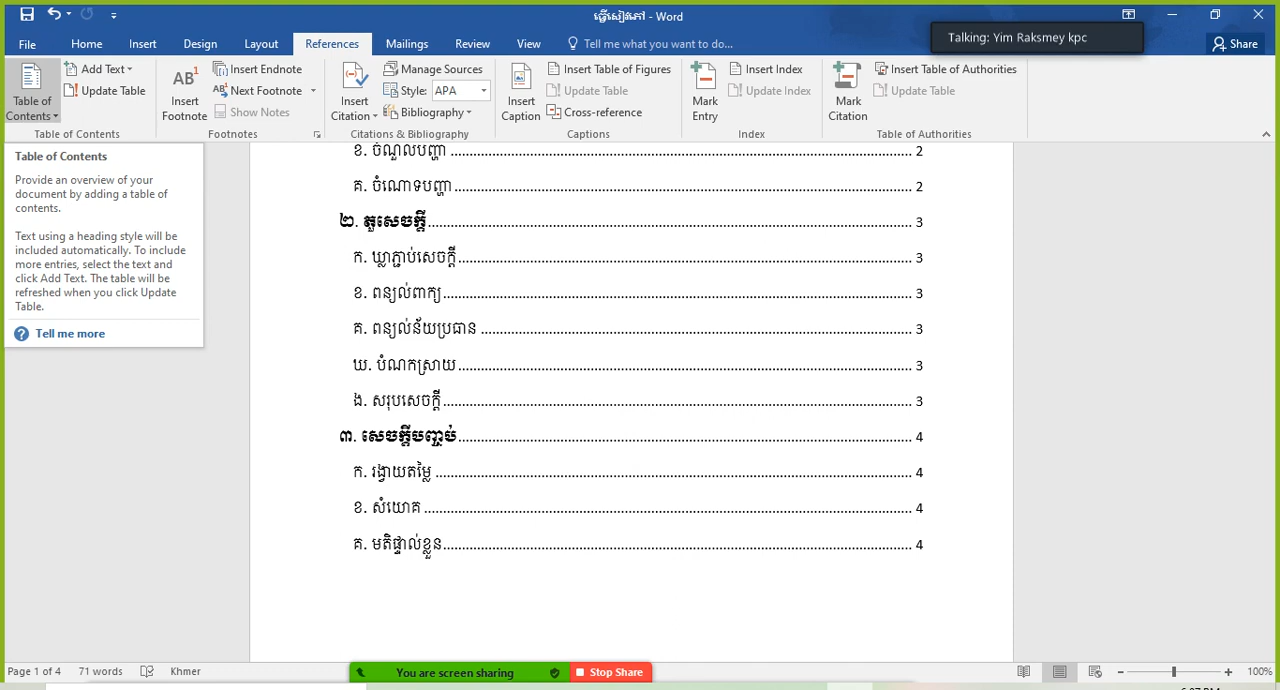 ធ្វើសៀវភៅ - Word
File Home Insert Design Layout References Mailings Review View Tell me what you want to do... Share
Talking: Yim Raksmey kpc
Table of Contents
Add Text
Update Table
Table of Contents
AB1
Insert Footnote
Insert Endnote
Next Footnote
Show Notes
Footnotes
Insert Citation
Manage Sources
Style: APA
Bibliography
Citations & Bibliography
Insert Caption
Insert Table of Figures
Update Table
Cross-reference
Captions
Mark Entry
Insert Index
Update Index
Index
Mark Citation
Insert Table of Authorities
Update Table
Table of Authorities
Table of Contents
Provide an overview of your
document by adding a table of
contents.
Text using a heading style will be
included automatically. To include
more entries, select the text and
click Add Text. The table will be
refreshed when you click Update
Table.
Tell me more
ខ. ចំណូលបញ្ហា ... 2
គ. ចំណោទបញ្ហា ... 2
២. តួសេចក្តី ... 3
ក. ឃ្លាភ្ជាប់សេចក្តី ... 3
ខ. ពន្យល់ពាក្យ ... 3
គ. ពន្យល់ន័យប្រធាន ... 3
ឃ. បំណកស្រាយ ... 3
ង. សរុបសេចក្តី ... 3
៣. សេចក្តីបញ្ចប់ ... 4
ក. រង្វាយតម្លៃ ... 4
ខ. សំយោគ ... 4
គ. មតិផ្ទាល់ខ្លួន ... 4
Page 1 of 4 71 words Khmer
You are screen sharing Stop Share
100%